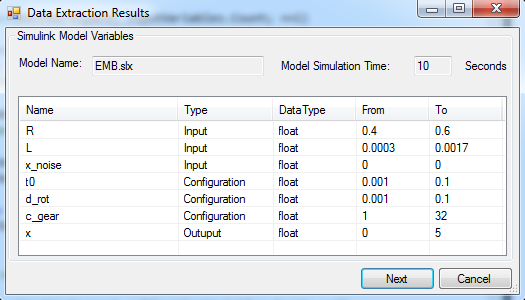 Data Extraction Results
Simulink Model Variables
Model Name: EMB.slx Model Simulation Time: 10 Seconds
Name Type DataType From To
R Input float 0.4 0.6
L Input float 0.0003 0.0017
x_noise Input float 0 0
t0 Configuration float 0.001 0.1
d_rot Configuration float 0.001 0.1
c_gear Configuration float 1 32
x Outuput float 0 5
Next Cancel